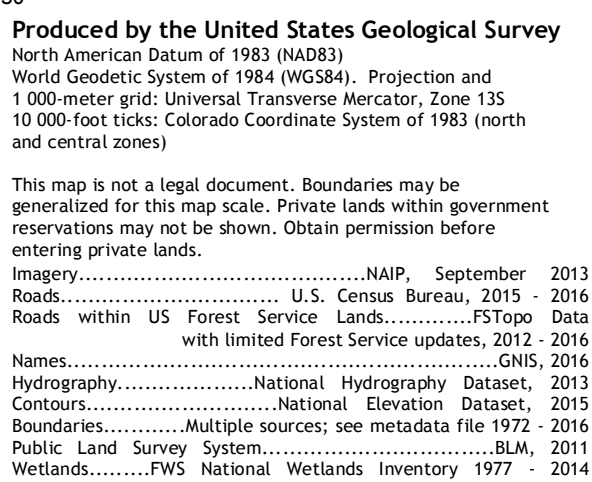 Produced by the United States Geological Survey
North American Datum of 1983 (NAD83)
World Geodetic System of 1984 (WGS84). Projection and
1 000-meter grid: Universal Transverse Mercator, Zone 13S
10 000-foot ticks: Colorado Coordinate System of 1983 (north
and central zones)
This map is not a legal document. Boundaries may be
generalized for this map scale. Private lands within government
reservations may not be shown. Obtain permission before
entering private lands.
Imagery.....................................NAIP, September 2013
Roads............................ U.S. Census Bureau, 2015 - 2016
Roads within US Forest Service Lands............FSTopo Data
with limited Forest Service updates, 2012 - 2016
Names.......................................................GNIS, 2016
Hydrography...................National Hydrography Dataset, 2013
Contours..........................National Elevation Dataset, 2015
Boundaries............Multiple sources; see metadata file 1972 - 2016
Public Land Survey System.................................BLM, 2011
Wetlands.........FWS National Wetlands Inventory 1977 - 2014